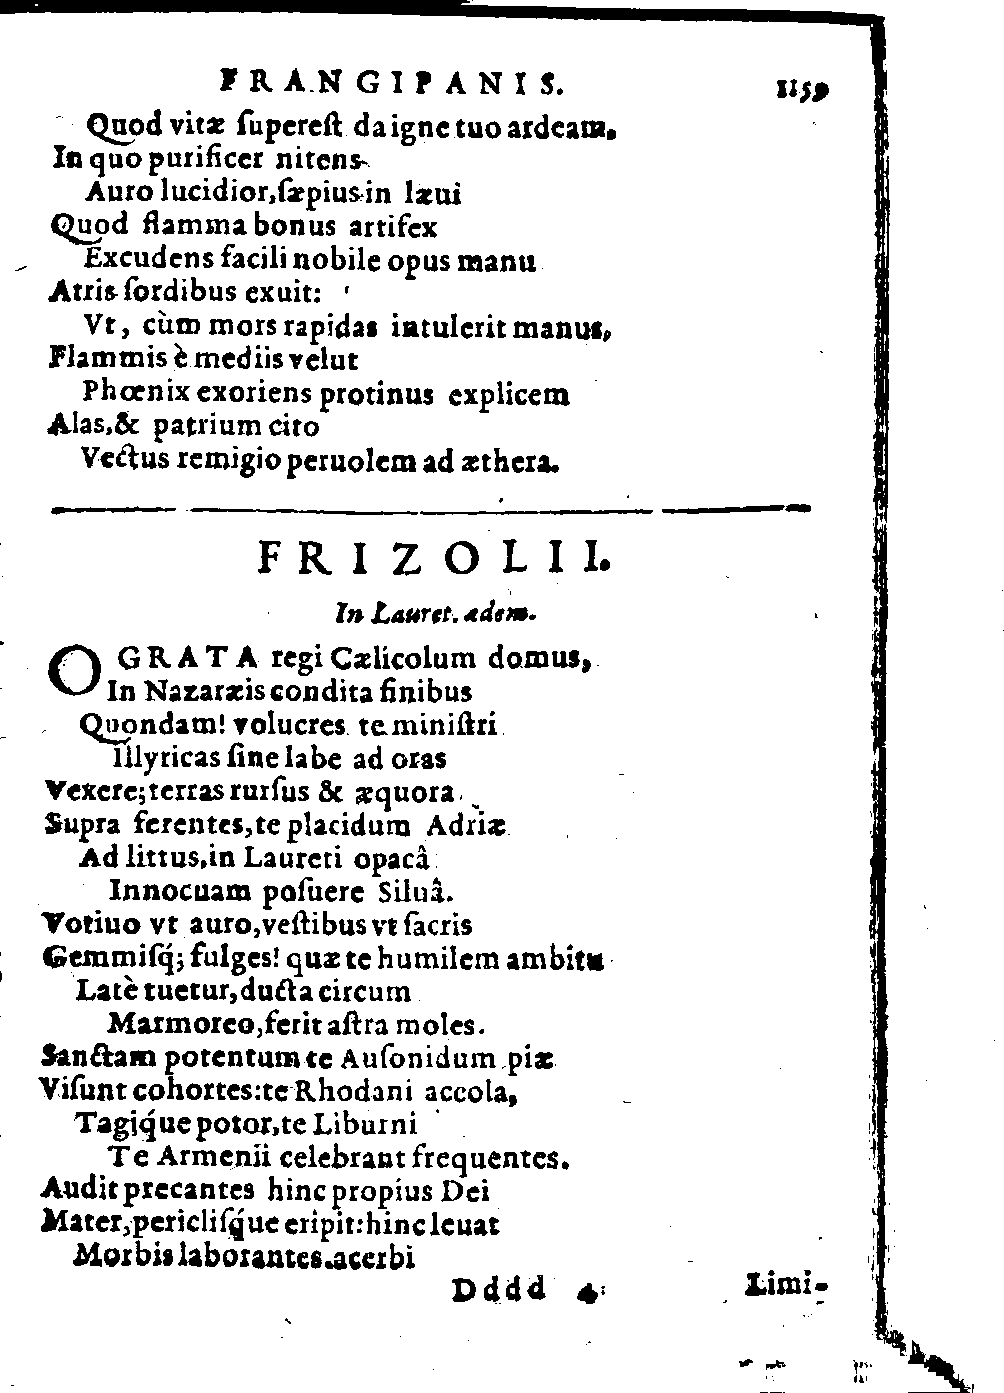 FRANGIPANIS. 1159
Quod vitæ ſupereſt da igne tuo ardeam.
In quo purificer nitens
Auro lucidior, ſæpius in læui
Quod flamma bonus artifex
Excudens facili nobile opus manu
Atris ſordibus exuit:
Vt, cùm mors rapidas intulerit manus,
Flammis è mediis velut
Phœnix exoriens protinus explicem
Alas, & patrium cito
Vectus remigio peruolem ad æthera.
FRIZOLII.
In Lauret. ædem.
O GRATA regi Cælicolum domus,
In Nazaræis condita finibus
Quondam! volucres te miniſtri
Illyricas ſine labe ad oras
Vexere; terras rurſus & æquora
Supra ferentes, te placidum Adriæ
Ad littus, in Laureti opacâ
Innocuam poſuere Siluâ.
Votiuo vt auro, veſtibus vt ſacris
Gemmiſq́; fulges! quæ te humilem ambitu
Latè tuetur, ducta circum
Marmoreo, ferit aſtra moles.
Sanctam potentum te Auſonidum piæ
Viſunt cohortes: te Rhodani accola,
Tagiq́ue potor, te Liburni
Te Armenii celebrant frequentes.
Audit precantes hinc propius Dei
Mater, pericliſq́ue eripit: hinc leuat
Morbis laborantes. acerbi
Dddd 4 Limi-